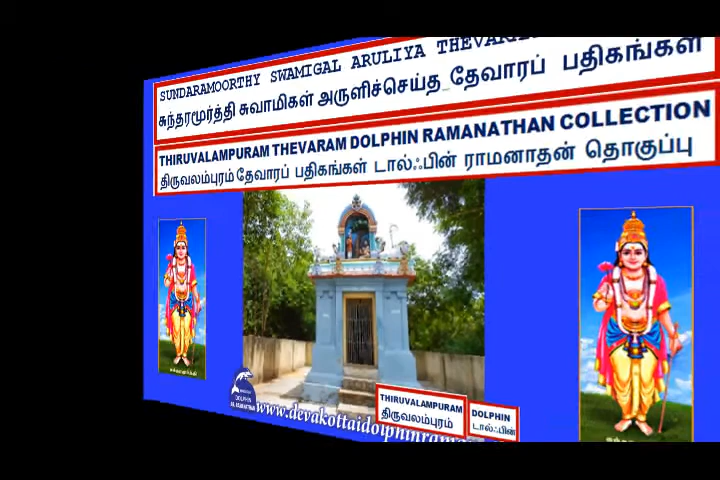 SUNDARAMOORTHY SWAMIGAL ARULIYA
சுந்தரமூர்த்தி சுவாமிகள் அருளிச்செய்த தேவாரப் பதிகங்கள்
THIRUVALAMPURAM THEVARAM DOLPHIN RAMANATHAN COLLECTION
திருவலம்புரம் தேவாரப் பதிகங்கள் டால்ஃபின் ராமனாதன் தொகுப்பு
THIRUVALAMPURAM
திருவலம்புரம்
DOLPHIN
டால்ஃபின்
DOLPHIN